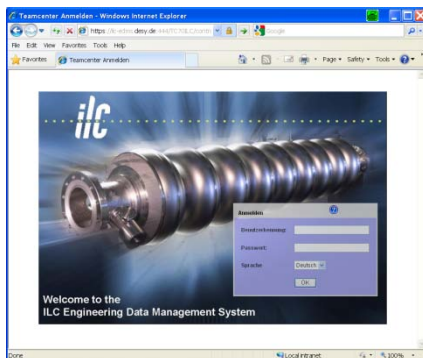 Teamcenter Anmelden - Windows Internet Explorer
Google
File Edit View Favorites Tools Help
Favorites Teamcenter Anmelden Page Safety Tools
ilc
Anmelden
Benutzerkennung:
Passwort:
Sprache Deutsch
OK
Welcome to the
ILC Engineering Data Management System
Done Local intranet 100%